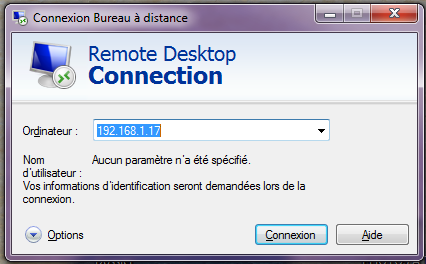 Connexion Bureau à distance
Remote Desktop
Connection
Ordinateur :
192.168.1.17
Nom
d'utilisateur :
Aucun paramètre n'a été spécifié.
Vos informations d'identification seront demandées lors de la
connexion.
Options
Connexion
Aide